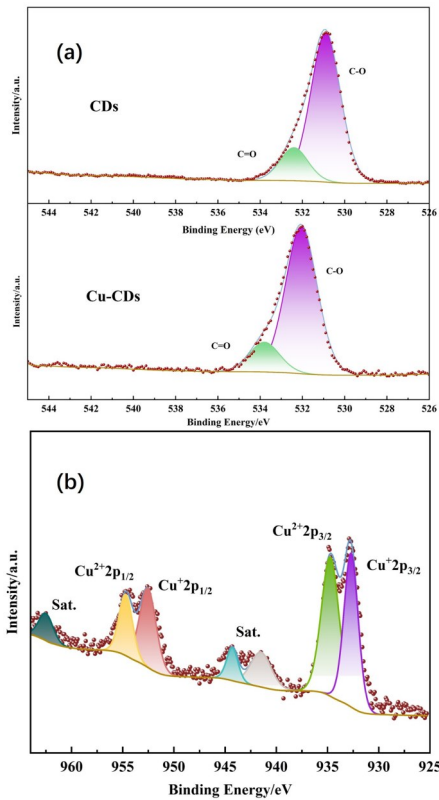 (a)
CDs
C-O
C=O
Intensity/a.u.
544 542 540 538 536 534 532 530 528 526
Binding Energy (eV)
Cu-CDs
C-O
C=O
Intensity/a.u.
544 542 540 538 536 534 532 530 528 526
Binding Energy/eV
(b)
Cu²⁺2p₃/₂
Cu⁺2p₃/₂
Cu²⁺2p₁/₂
Cu⁺2p₁/₂
Sat.
Sat.
Intensity/a.u.
960 955 950 945 940 935 930 925
Binding Energy/eV